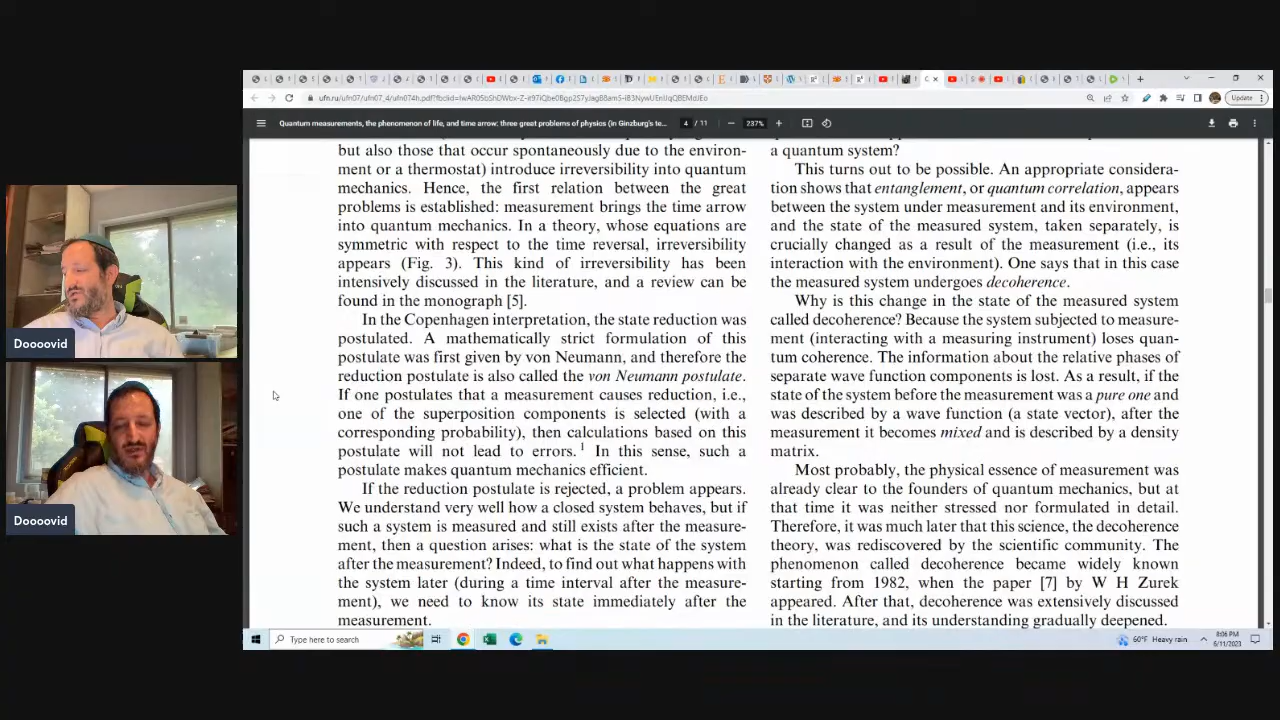 ufn.ru/ufn07/ufn07_4/ufn074h.pdf?fbclid=
Update
Quantum measurements, the phenomenon of life, and time arrow: three great problems of physics (in Ginzburg's te...
4 / 11
237%
but also those that occur spontaneously due to the environ-
ment or a thermostat) introduce irreversibility into quantum
mechanics. Hence, the first relation between the great
problems is established: measurement brings the time arrow
into quantum mechanics. In a theory, whose equations are
symmetric with respect to the time reversal, irreversibility
appears (Fig. 3). This kind of irreversibility has been
intensively discussed in the literature, and a review can be
found in the monograph [5].
In the Copenhagen interpretation, the state reduction was
postulated. A mathematically strict formulation of this
postulate was first given by von Neumann, and therefore the
reduction postulate is also called the von Neumann postulate.
If one postulates that a measurement causes reduction, i.e.,
one of the superposition components is selected (with a
corresponding probability), then calculations based on this
postulate will not lead to errors.¹ In this sense, such a
postulate makes quantum mechanics efficient.
If the reduction postulate is rejected, a problem appears.
We understand very well how a closed system behaves, but if
such a system is measured and still exists after the measure-
ment, then a question arises: what is the state of the system
after the measurement? Indeed, to find out what happens with
the system later (during a time interval after the measure-
ment), we need to know its state immediately after the
measurement.
a quantum system?
This turns out to be possible. An appropriate considera-
tion shows that entanglement, or quantum correlation, appears
between the system under measurement and its environment,
and the state of the measured system, taken separately, is
crucially changed as a result of the measurement (i.e., its
interaction with the environment). One says that in this case
the measured system undergoes decoherence.
Why is this change in the state of the measured system
called decoherence? Because the system subjected to measure-
ment (interacting with a measuring instrument) loses quan-
tum coherence. The information about the relative phases of
separate wave function components is lost. As a result, if the
state of the system before the measurement was a pure one and
was described by a wave function (a state vector), after the
measurement it becomes mixed and is described by a density
matrix.
Most probably, the physical essence of measurement was
already clear to the founders of quantum mechanics, but at
that time it was neither stressed nor formulated in detail.
Therefore, it was much later that this science, the decoherence
theory, was rediscovered by the scientific community. The
phenomenon called decoherence became widely known
starting from 1982, when the paper [7] by W H Zurek
appeared. After that, decoherence was extensively discussed
in the literature, and its understanding gradually deepened.
Doooovid
Doooovid
Type here to search
60°F Heavy rain
8:06 PM
6/11/2023